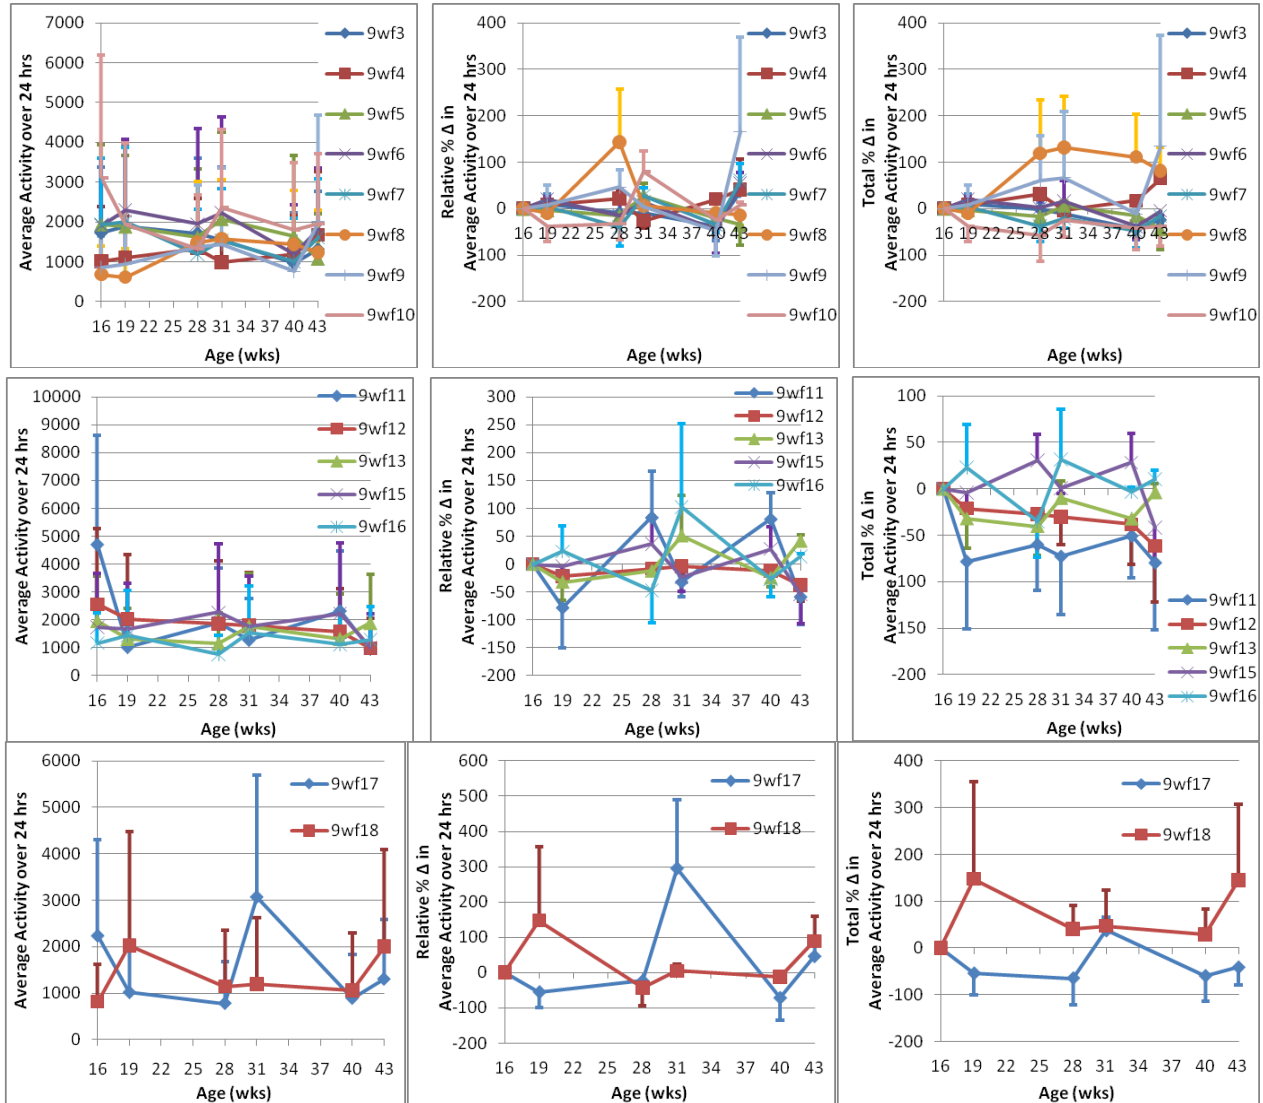 Average Activity over 24 hrs
7000
6000
5000
4000
3000
2000
1000
0
16 19 22 25 28 31 34 37 40 43
Age (wks)
9wf3
9wf4
9wf5
9wf6
9wf7
9wf8
9wf9
9wf10
Relative % Δ in
Average Activity over 24 hrs
400
300
200
100
0
-100
-200
16 19 22 25 28 31 34 37 40 43
Age (wks)
9wf3
9wf4
9wf5
9wf6
9wf7
9wf8
9wf9
9wf10
Total % Δ in
Average Activity over 24 hrs
400
300
200
100
0
-100
-200
16 19 22 25 28 31 34 37 40 43
Age (wks)
9wf3
9wf4
9wf5
9wf6
9wf7
9wf8
9wf9
9wf10
Average Activity over 24 hrs
10000
9000
8000
7000
6000
5000
4000
3000
2000
1000
0
16 19 22 25 28 31 34 37 40 43
Age (wks)
9wf11
9wf12
9wf13
9wf15
9wf16
Relative % Δ in
Average Activity over 24 hrs
300
250
200
150
100
50
0
-50
-100
-150
-200
16 19 22 25 28 31 34 37 40 43
Age (wks)
9wf11
9wf12
9wf13
9wf15
9wf16
Total % Δ in
Average Activity over 24 hrs
100
50
0
-50
-100
-150
-200
16 19 22 25 28 31 34 37 40 43
Age (wks)
9wf11
9wf12
9wf13
9wf15
9wf16
Average Activity over 24 hrs
6000
5000
4000
3000
2000
1000
0
16 19 22 25 28 31 34 37 40 43
Age (wks)
9wf17
9wf18
Relative % Δ in
Average Activity over 24 hrs
600
500
400
300
200
100
0
-100
-200
16 19 22 25 28 31 34 37 40 43
Age (wks)
9wf17
9wf18
Total % Δ in
Average Activity over 24 hrs
400
300
200
100
0
-100
-200
16 19 22 25 28 31 34 37 40 43
Age (wks)
9wf17
9wf18